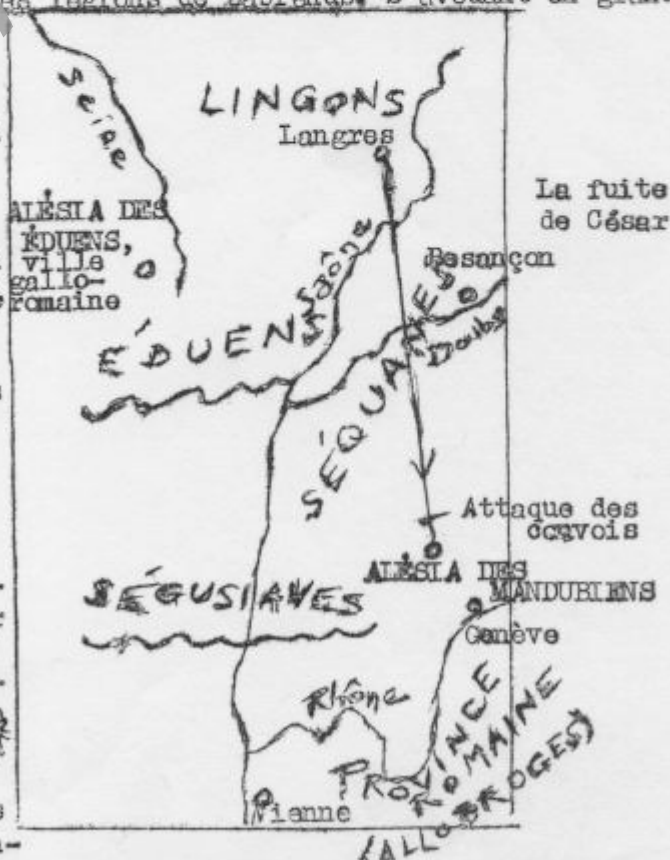 Seine
LINGONS
Langres
La fuite
de César
ALÉSIA DES
ÉDUENS,
ville
gallo-
romaine
Saône
Besançon
ÉDUENS
Doubs
SÉQUANES
Attaque des
convois
ALÉSIA DES
MANDUBIENS
SÉGUSIAVES
Genève
Rhône
PROVINCE
ROMAINE
(ALLOBROGES)
Vienne